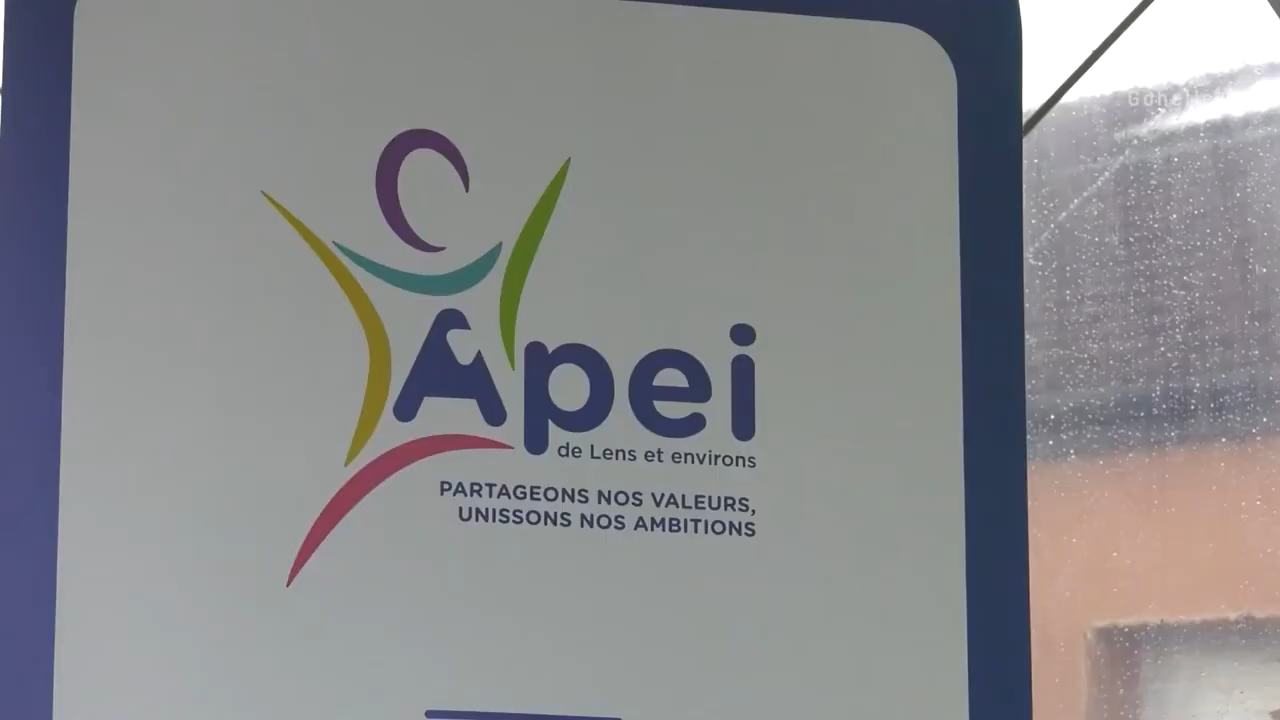 Apei
de Lens et environs
PARTAGEONS NOS VALEURS,
UNISSONS NOS AMBITIONS